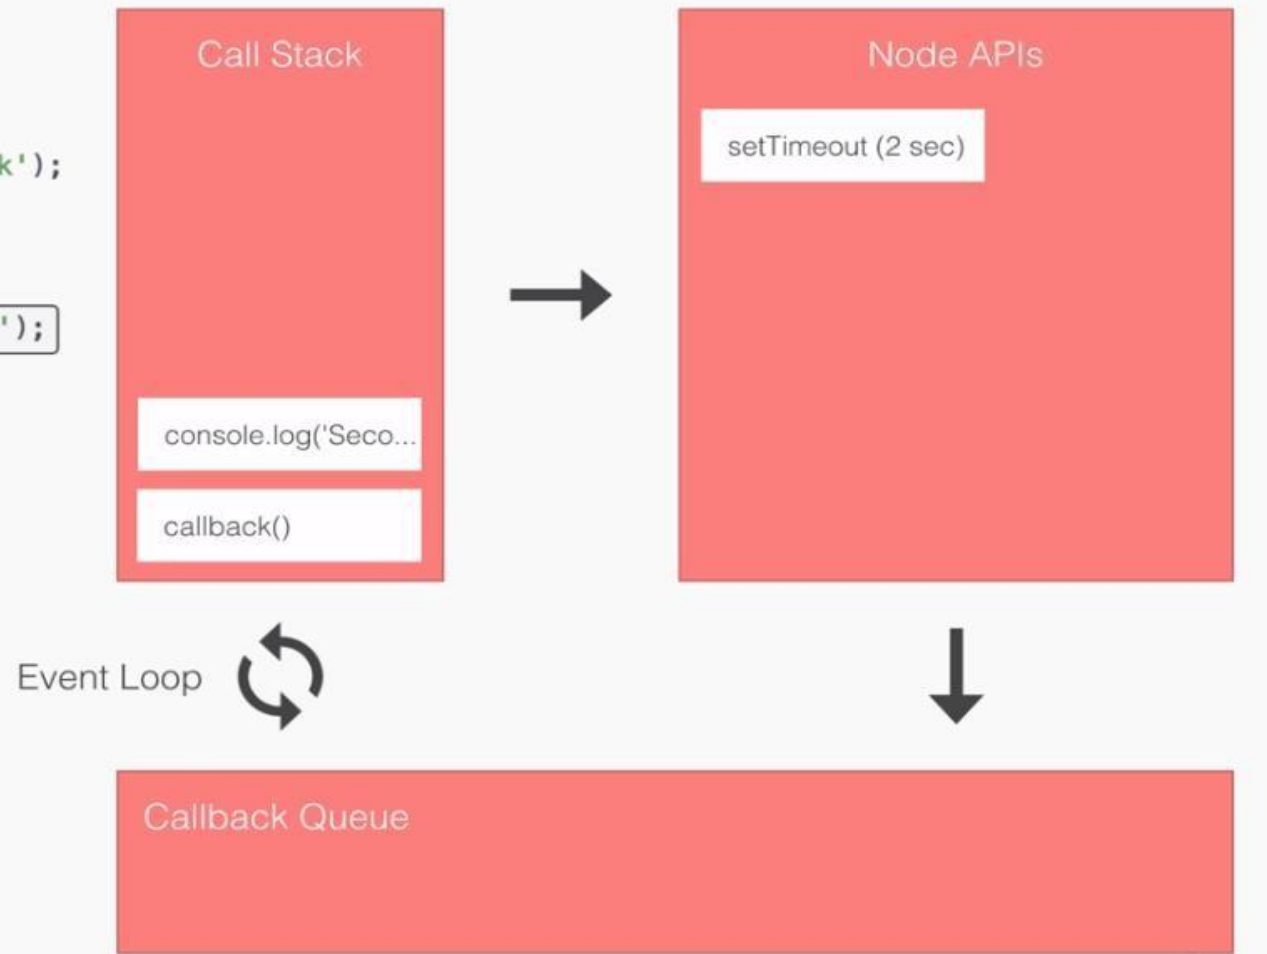 Call Stack
Node APIs
k');
setTimeout (2 sec)
');
console.log('Seco...
callback()
Event Loop
Callback Queue